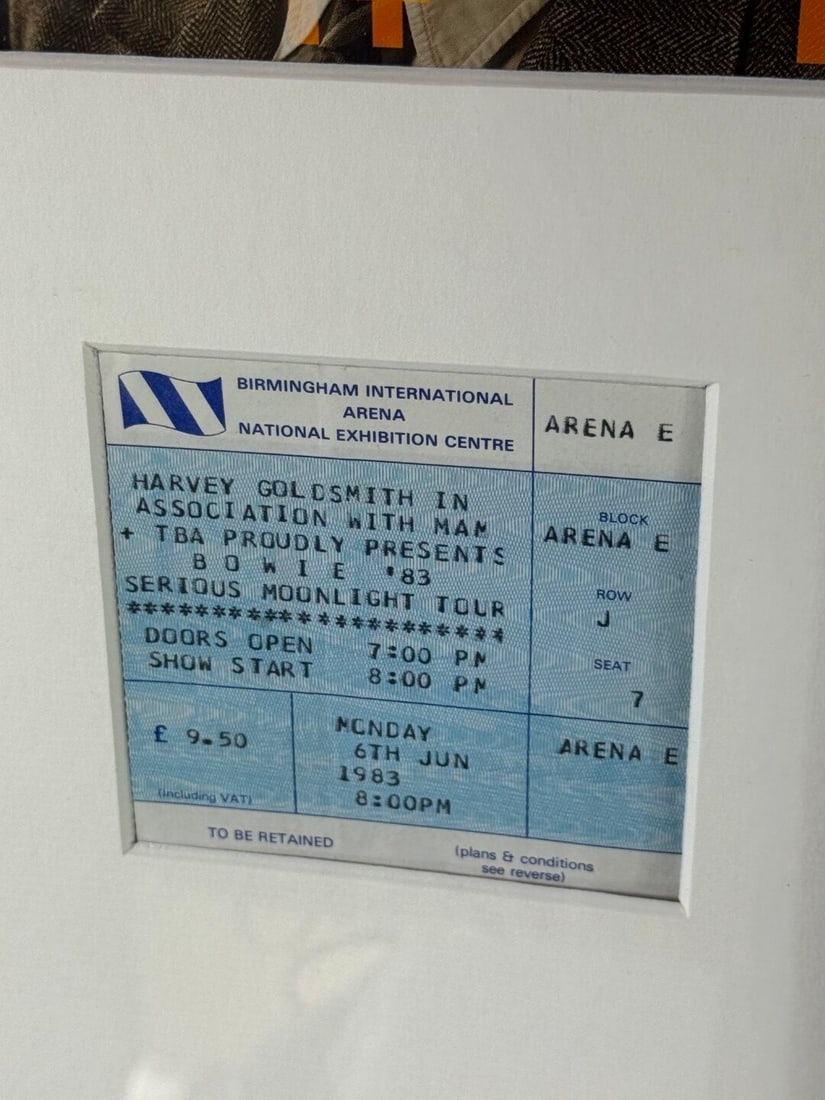 BIRMINGHAM INTERNATIONAL
ARENA
NATIONAL EXHIBITION CENTRE
ARENA E
HARVEY GOLDSMITH IN
ASSOCIATION WITH MAM
+ TBA PROUDLY PRESENTS
B O W I E '83
SERIOUS MOONLIGHT TOUR
***********************
DOORS OPEN 7:00 PM
SHOW START 8:00 PM
BLOCK
ARENA E
ROW
J
SEAT
7
£ 9.50
(including VAT)
MONDAY
6TH JUN
1983
8:00PM
ARENA E
TO BE RETAINED
(plans & conditions
see reverse)